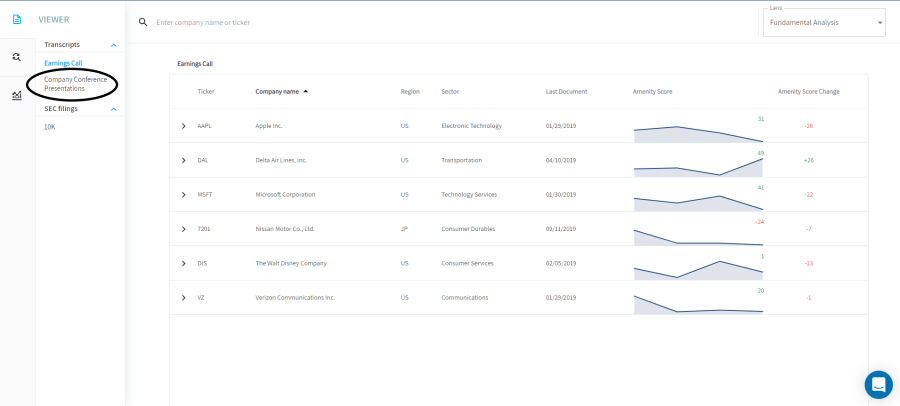 VIEWER
Enter company name or ticker
Lens
Fundamental Analysis
Transcripts
Earnings Call
Company Conference
Presentations
SEC filings
10K
Earnings Call
Ticker Company name Region Sector Last Document Amenity Score Amenity Score Change
AAPL Apple Inc. US Electronic Technology 01/29/2019 31 -26
DAL Delta Air Lines, Inc. US Transportation 04/10/2019 49 +26
MSFT Microsoft Corporation US Technology Services 01/30/2019 41 -22
7201 Nissan Motor Co., Ltd. JP Consumer Durables 02/11/2019 -24 -7
DIS The Walt Disney Company US Consumer Services 02/05/2019 1 -13
VZ Verizon Communications Inc. US Communications 01/29/2019 20 -1